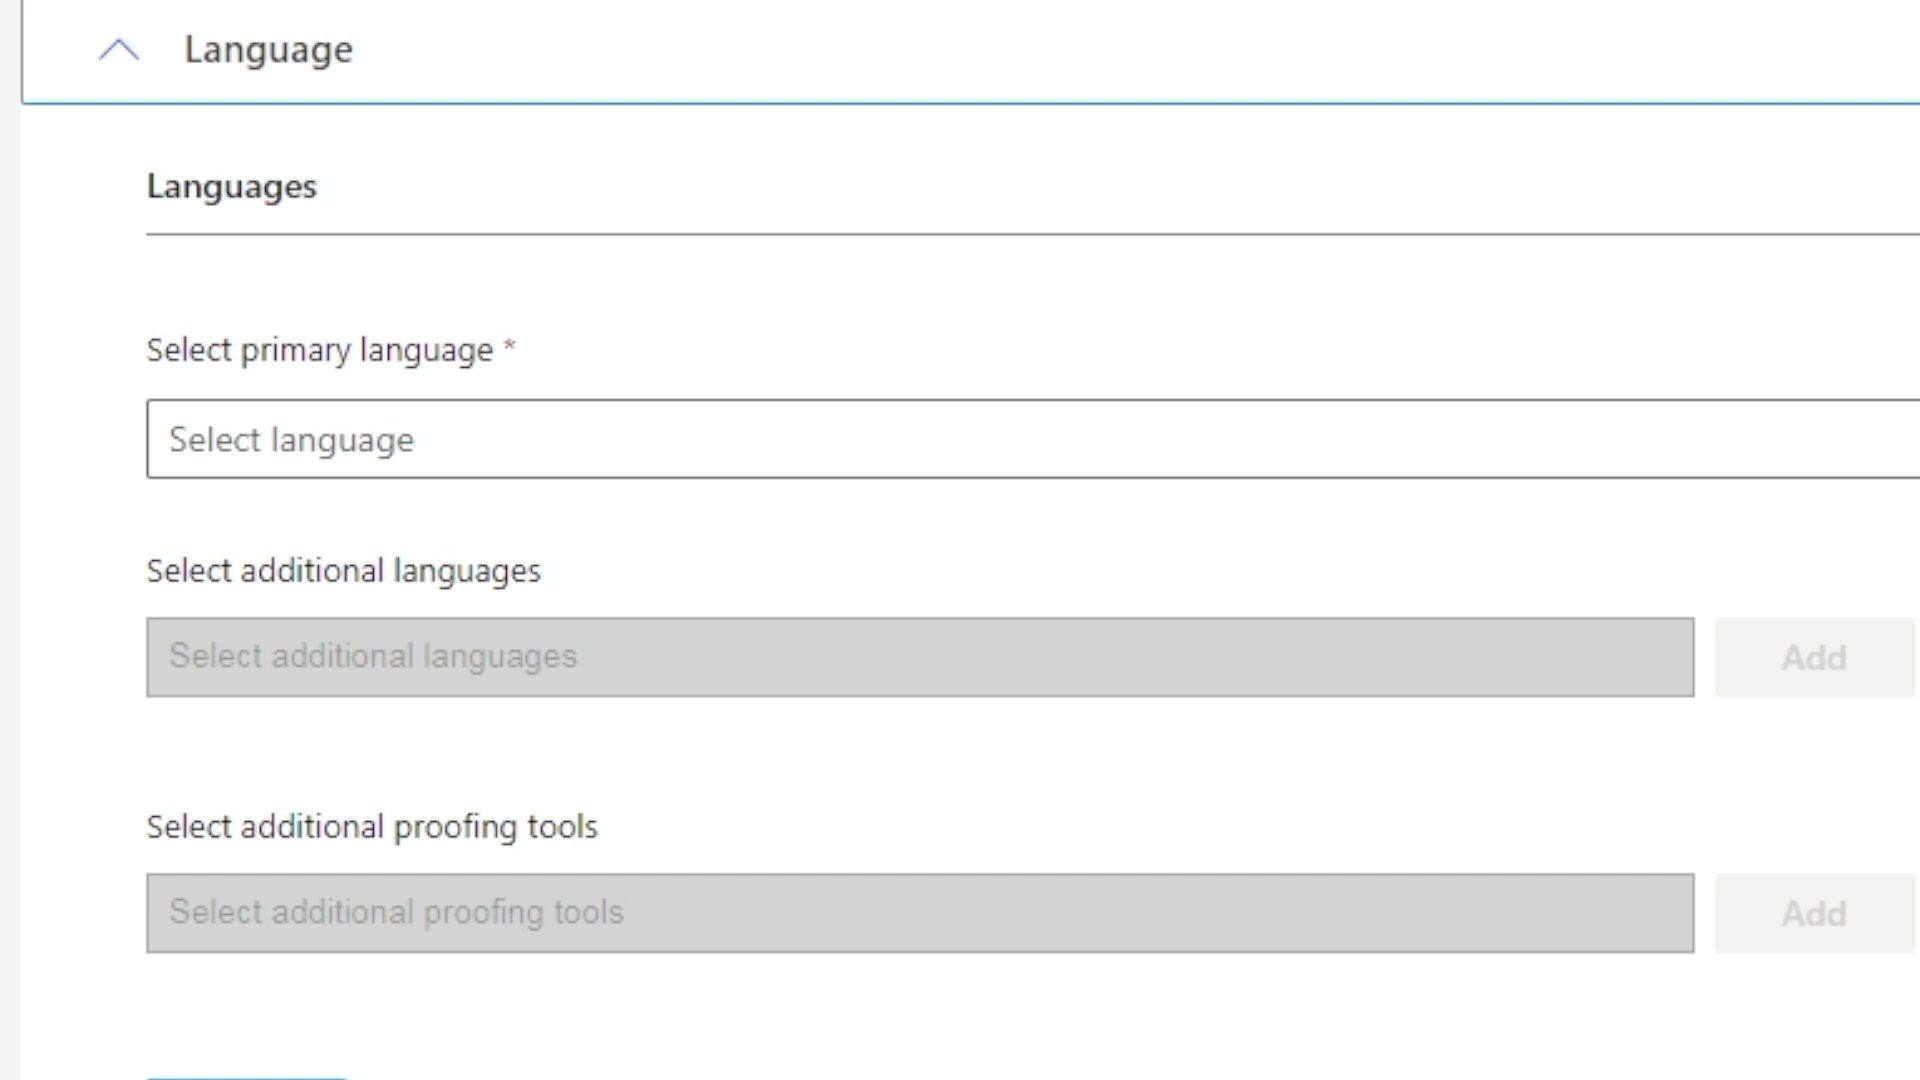 Language
Languages
Select primary language *
Select language
Select additional languages
Select additional languages
Add
Select additional proofing tools
Select additional proofing tools
Add